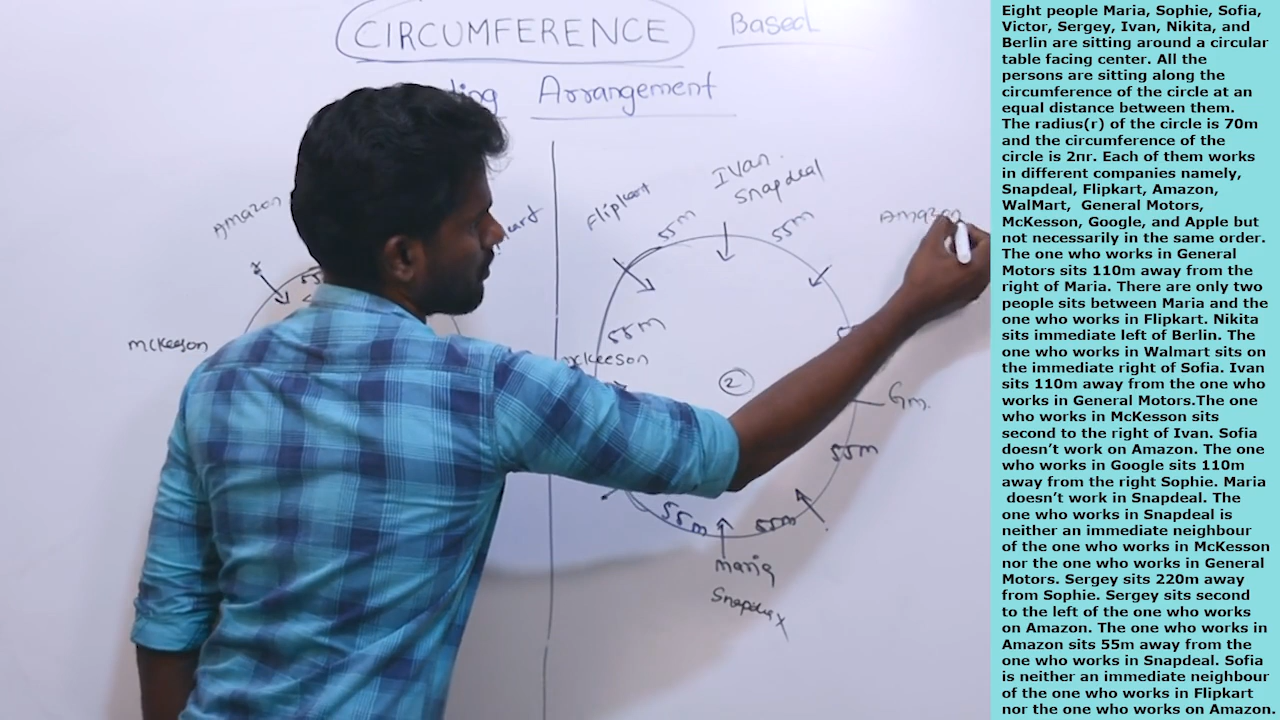 CIRCUMFERENCE Based
Arrangement
Amazon
McKeeson
2
Flipkart
55m
Ivan
Snapdeal
55m
Amazon
55m
Gm.
55m
55m
55m
Maria
Snapdeal x
Eight people Maria, Sophie, Sofia,
Victor, Sergey, Ivan, Nikita, and
Berlin are sitting around a circular
table facing center. All the
persons are sitting along the
circumference of the circle at an
equal distance between them.
The radius(r) of the circle is 70m
and the circumference of the
circle is 2πr. Each of them works
in different companies namely,
Snapdeal, Flipkart, Amazon,
WalMart, General Motors,
McKesson, Google, and Apple but
not necessarily in the same order.
The one who works in General
Motors sits 110m away from the
right of Maria. There are only two
people sits between Maria and the
one who works in Flipkart. Nikita
sits immediate left of Berlin. The
one who works in Walmart sits on
the immediate right of Sofia. Ivan
sits 110m away from the one who
works in General Motors.The one
who works in McKesson sits
second to the right of Ivan. Sofia
doesn't work on Amazon. The one
who works in Google sits 110m
away from the right Sophie. Maria
doesn't work in Snapdeal. The
one who works in Snapdeal is
neither an immediate neighbour
of the one who works in McKesson
nor the one who works in General
Motors. Sergey sits 220m away
from Sophie. Sergey sits second
to the left of the one who works
on Amazon. The one who works in
Amazon sits 55m away from the
one who works in Snapdeal. Sofia
is neither an immediate neighbour
of the one who works in Flipkart
nor the one who works on Amazon.